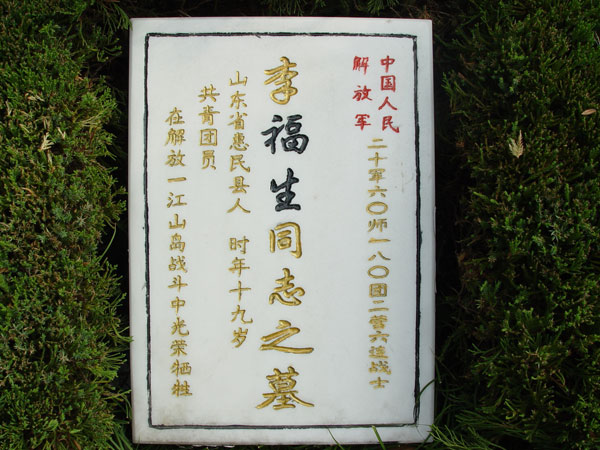 中国人民
解放军
二十军六〇师一八〇团二营六连战士
李福生同志之墓
山东省惠民县人 时年十九岁
共青团员
在解放一江山岛战斗中光荣牺牲